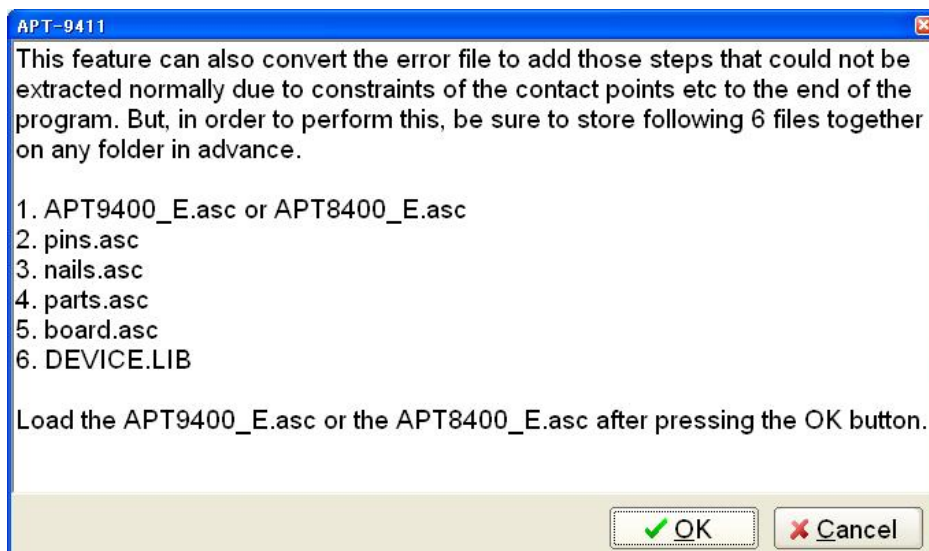 APT-9411
This feature can also convert the error file to add those steps that could not be
extracted normally due to constraints of the contact points etc to the end of the
program. But, in order to perform this, be sure to store following 6 files together
on any folder in advance.
1. APT9400_E.asc or APT8400_E.asc
2. pins.asc
3. nails.asc
4. parts.asc
5. board.asc
6. DEVICE.LIB
Load the APT9400_E.asc or the APT8400_E.asc after pressing the OK button.
OK
Cancel